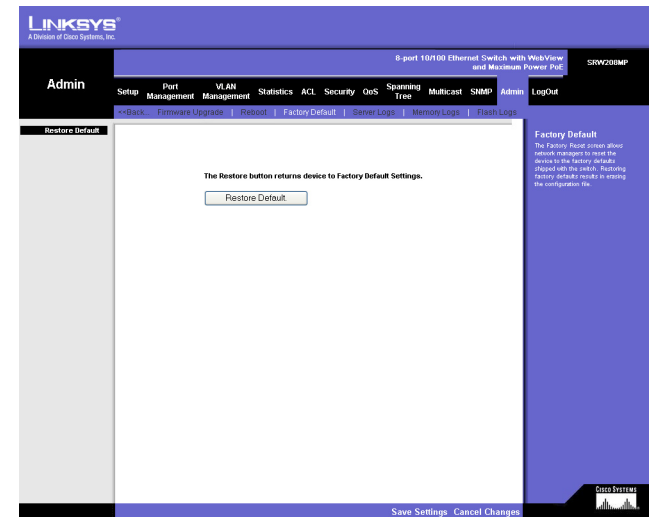 LINKSYS®
A Division of Cisco Systems, Inc.
8-port 10/100 Ethernet Switch with WebView
and Maximum Power PoE
SRW208MP
Admin
Setup Port Management VLAN Management Statistics ACL Security QoS Spanning Tree Multicast SNMP Admin LogOut
<<Back.. Firmware Upgrade | Reboot | Factory Default | Server Logs | Memory Logs | Flash Logs
Restore Default
The Restore button returns device to Factory Default Settings.
Restore Default.
Factory Default
The Factory Reset screen allows
network managers to reset the
device to the factory defaults
shipped with the switch. Restoring
factory defaults results in erasing
the configuration file.
Save Settings Cancel Changes
CISCO SYSTEMS